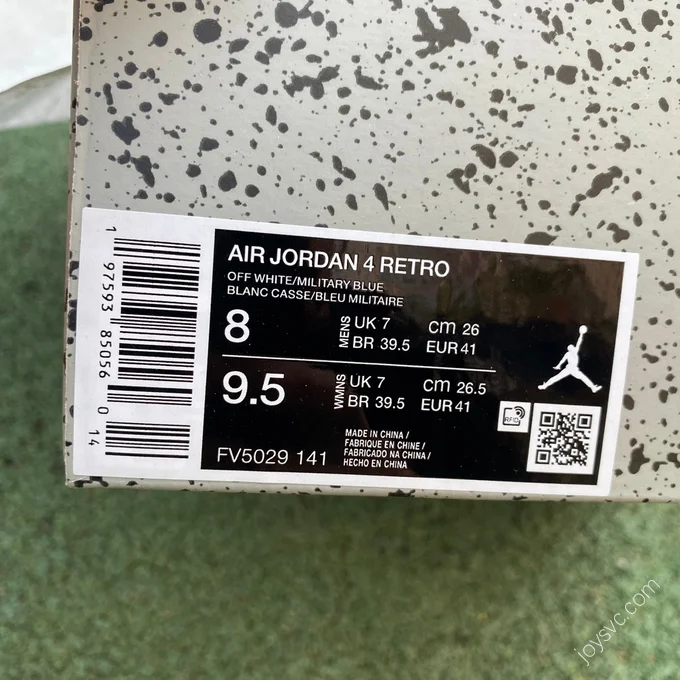 AIR JORDAN 4 RETRO
OFF WHITE/MILITARY BLUE
BLANC CASSE/BLEU MILITAIRE
8 MENS UK 7 cm 26
BR 39.5 EUR 41
9.5 WMNS UK 7 cm 26.5
BR 39.5 EUR 41
RFID
FV5029 141
MADE IN CHINA /
FABRIQUE EN CHINE /
FABRICADO NA CHINA /
HECHO EN CHINA
1 97593 85056 0 14
joysvc.com